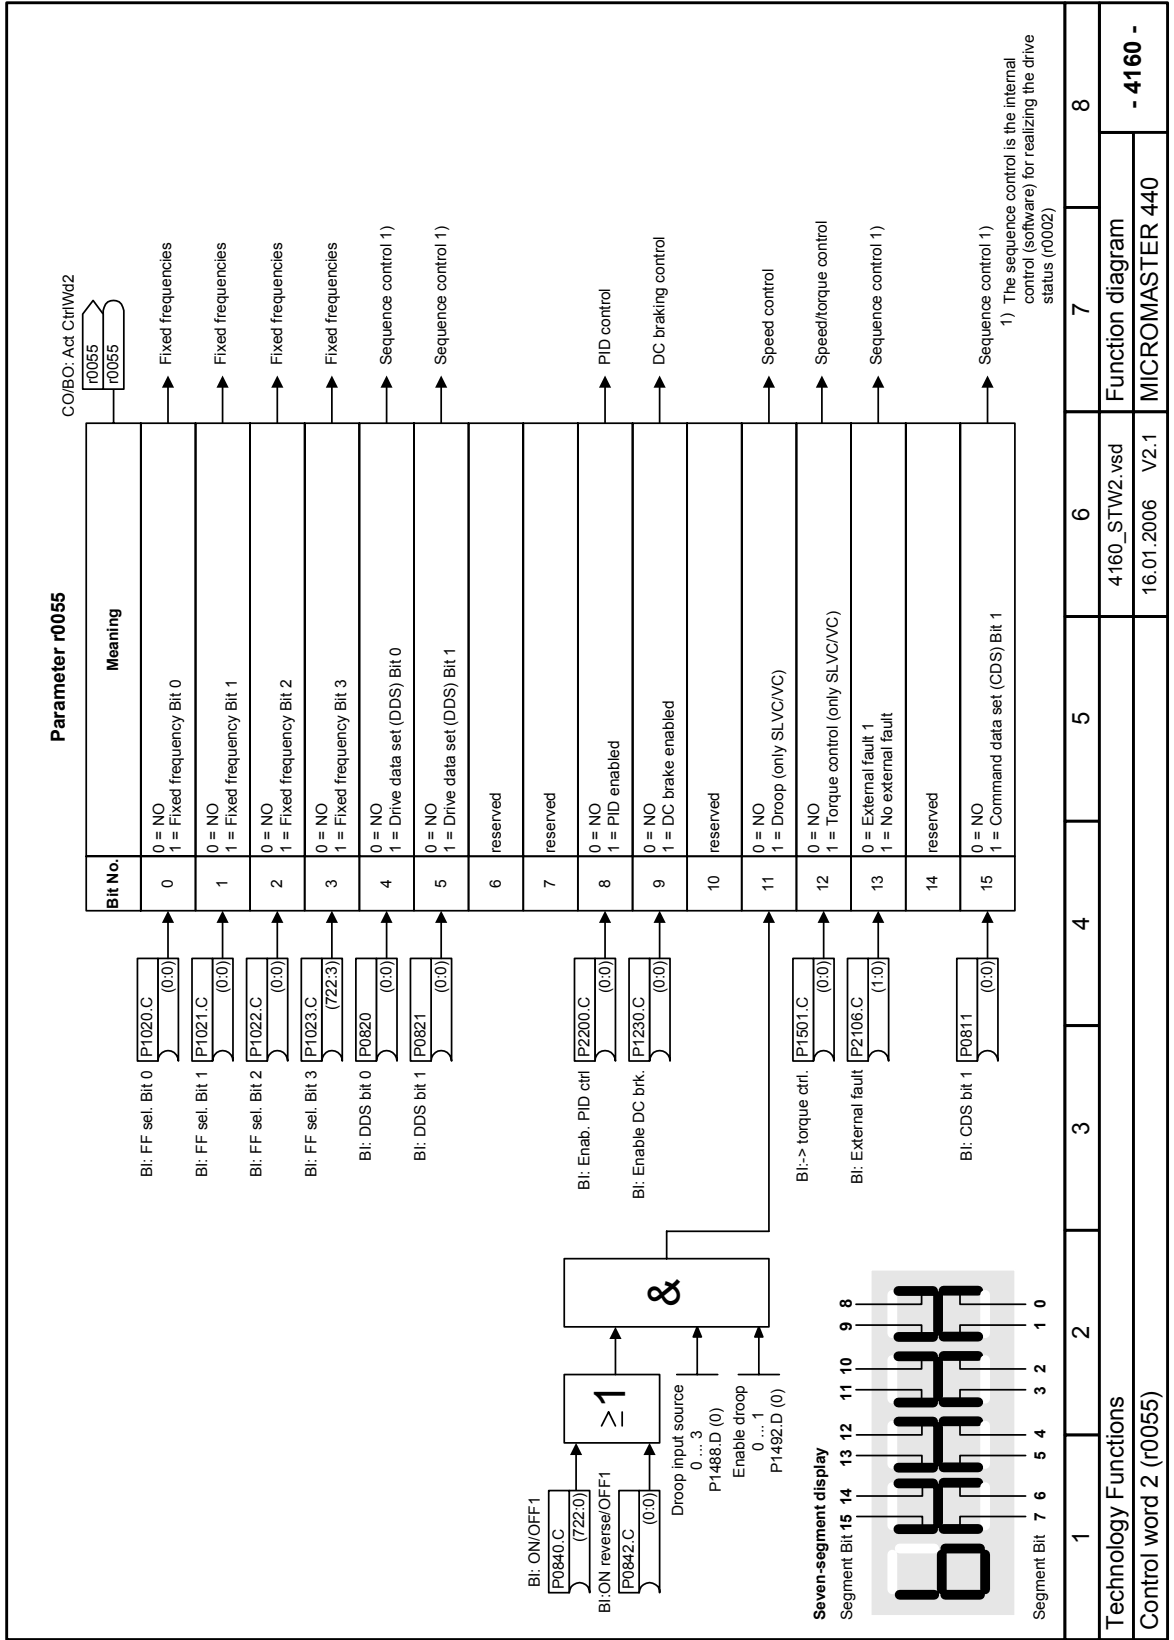 Parameter r0055
CO/BO: Act CtrlWd2
r0055
r0055
Bit No.
Meaning
BI: FF sel. Bit 0
P1020.C
(0:0)
0
0 = NO
1 = Fixed frequency Bit 0
Fixed frequencies
BI: FF sel. Bit 1
P1021.C
(0:0)
1
0 = NO
1 = Fixed frequency Bit 1
Fixed frequencies
BI: FF sel. Bit 2
P1022.C
(0:0)
2
0 = NO
1 = Fixed frequency Bit 2
Fixed frequencies
BI: FF sel. Bit 3
P1023.C
(722:3)
3
0 = NO
1 = Fixed frequency Bit 3
Fixed frequencies
BI: DDS bit 0
P0820
(0:0)
4
0 = NO
1 = Drive data set (DDS) Bit 0
Sequence control 1)
BI: DDS bit 1
P0821
(0:0)
5
0 = NO
1 = Drive data set (DDS) Bit 1
Sequence control 1)
6
reserved
7
reserved
BI: Enab. PID ctrl
P2200.C
(0:0)
8
0 = NO
1 = PID enabled
PID control
BI: Enable DC brk.
P1230.C
(0:0)
9
0 = NO
1 = DC brake enabled
DC braking control
10
reserved
11
0 = NO
1 = Droop (only SLVC/VC)
Speed control
BI:-> torque ctrl.
P1501.C
(0:0)
12
0 = NO
1 = Torque control (only SLVC/VC)
Speed/torque control
BI: External fault
P2106.C
(1:0)
13
0 = External fault 1
1 = No external fault
Sequence control 1)
14
reserved
BI: CDS bit 1
P0811
(0:0)
15
0 = NO
1 = Command data set (CDS) Bit 1
Sequence control 1)
BI: ON/OFF1
P0840.C
(722:0)
BI:ON reverse/OFF1
P0842.C
(0:0)
≥1
&
Droop input source
0 ... 3
P1488.D (0)
Enable droop
0 ... 1
P1492.D (0)
Seven-segment display
Segment Bit 15 14 13 12 11 10 9 8
Segment Bit 7 6 5 4 3 2 1 0
1) The sequence control is the internal
control (software) for realizing the drive
status (r0002)
1 2 3 4 5 6 7 8
Technology Functions
4160_STW2.vsd
Function diagram
- 4160 -
Control word 2 (r0055)
16.01.2006 V2.1
MICROMASTER 440